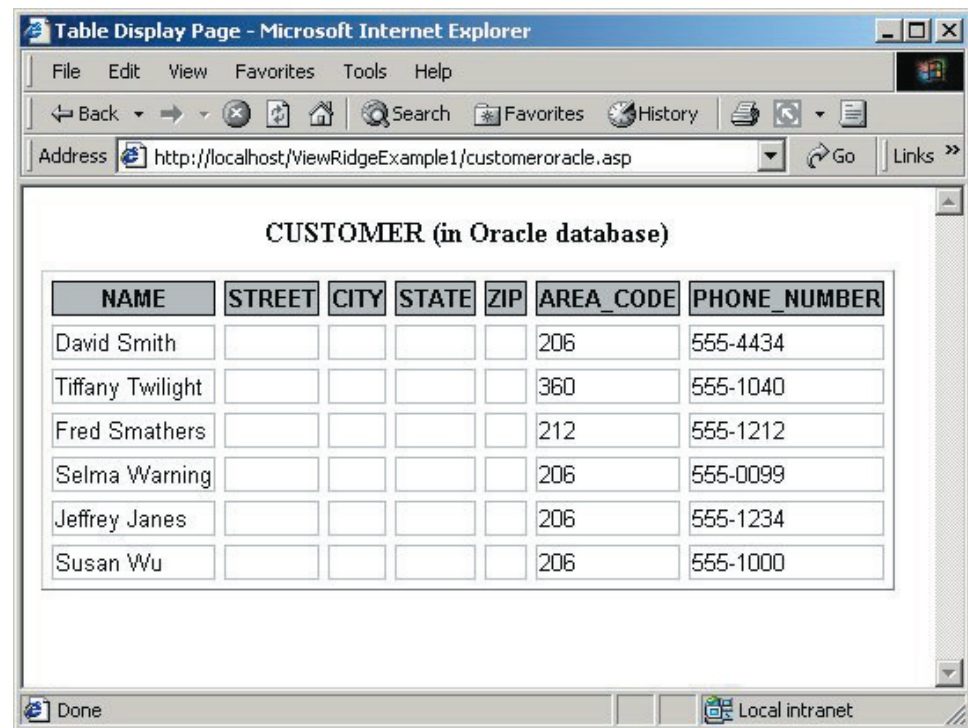 Table Display Page - Microsoft Internet Explorer
File Edit View Favorites Tools Help
Back Search Favorites History
Address http://localhost/ViewRidgeExample1/customeroracle.asp Go Links »
CUSTOMER (in Oracle database)
NAME STREET CITY STATE ZIP AREA_CODE PHONE_NUMBER
David Smith 206 555-4434
Tiffany Twilight 360 555-1040
Fred Smathers 212 555-1212
Selma Warning 206 555-0099
Jeffrey Janes 206 555-1234
Susan Wu 206 555-1000
Done Local intranet